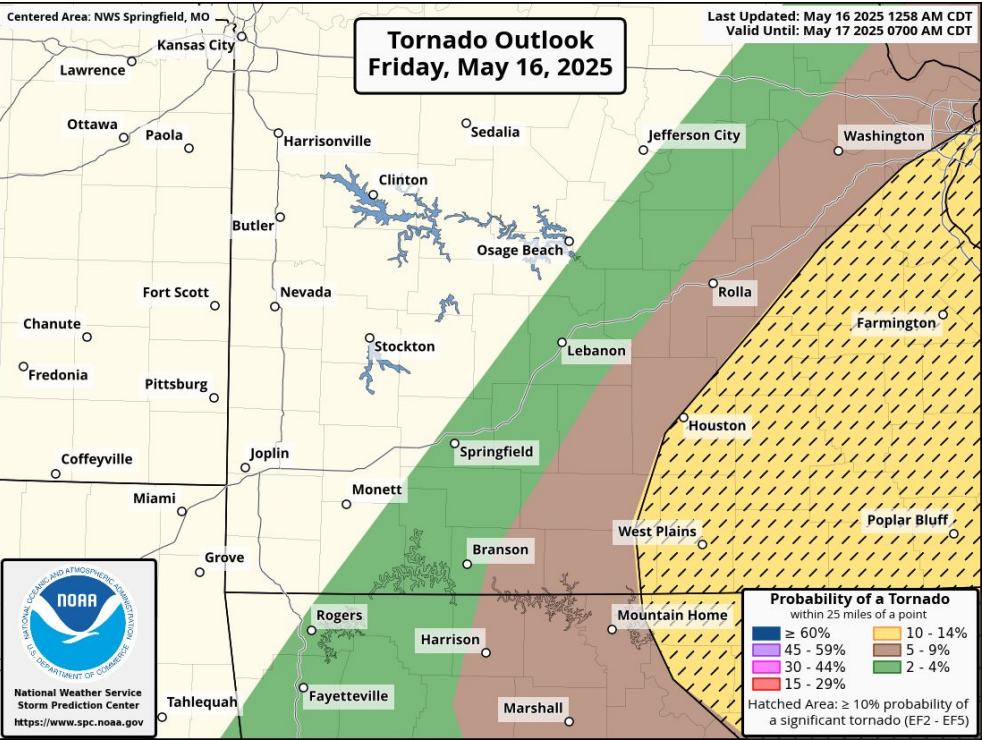 Centered Area: NWS Springfield, MO
Last Updated: May 16 2025 1258 AM CDT
Valid Until: May 17 2025 0700 AM CDT
Tornado Outlook
Friday, May 16, 2025
Kansas City
Lawrence
Ottawa
Paola
Harrisonville
Sedalia
Jefferson City
Washington
Clinton
Butler
Osage Beach
Fort Scott
Nevada
Rolla
Chanute
Farmington
Stockton
Lebanon
Fredonia
Pittsburg
Houston
Coffeyville
Joplin
Springfield
Monett
Miami
Poplar Bluff
West Plains
Grove
Branson
Rogers
Mountain Home
Harrison
Fayetteville
Tahlequah
Marshall
NATIONAL OCEANIC AND ATMOSPHERIC ADMINISTRATION
NOAA
U.S. DEPARTMENT OF COMMERCE
National Weather Service
Storm Prediction Center
https://www.spc.noaa.gov
Probability of a Tornado
within 25 miles of a point
≥ 60%
45 - 59%
30 - 44%
15 - 29%
10 - 14%
5 - 9%
2 - 4%
Hatched Area: ≥ 10% probability of
a significant tornado (EF2 - EF5)